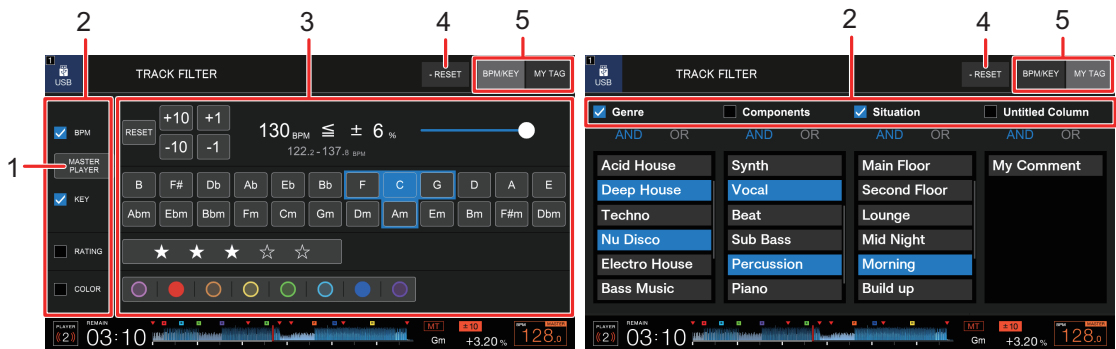 2 3 4 5
1 USB TRACK FILTER - RESET BPM/KEY MY TAG
BPM RESET +10 +1 130 BPM ≦ ± 6 %
-10 -1 122.2 - 137.8 BPM
1 MASTER PLAYER
KEY B F# Db Ab Eb Bb F C G D A E
Abm Ebm Bbm Fm Cm Gm Dm Am Em Bm F#m Dbm
RATING ★ ★ ★ ☆ ☆
COLOR
PLAYER 2 REMAIN 03:10 MT ±10 BPM MASTER
Gm +3.20 % 128.0
2 4 5
1 USB TRACK FILTER - RESET BPM/KEY MY TAG
Genre Components Situation Untitled Column
AND OR AND OR AND OR AND OR
Acid House Synth Main Floor My Comment
Deep House Vocal Second Floor
Techno Beat Lounge
Nu Disco Sub Bass Mid Night
Electro House Percussion Morning
Bass Music Piano Build up
PLAYER 2 REMAIN 03:10 MT ±10 BPM MASTER
Gm +3.20 % 128.0